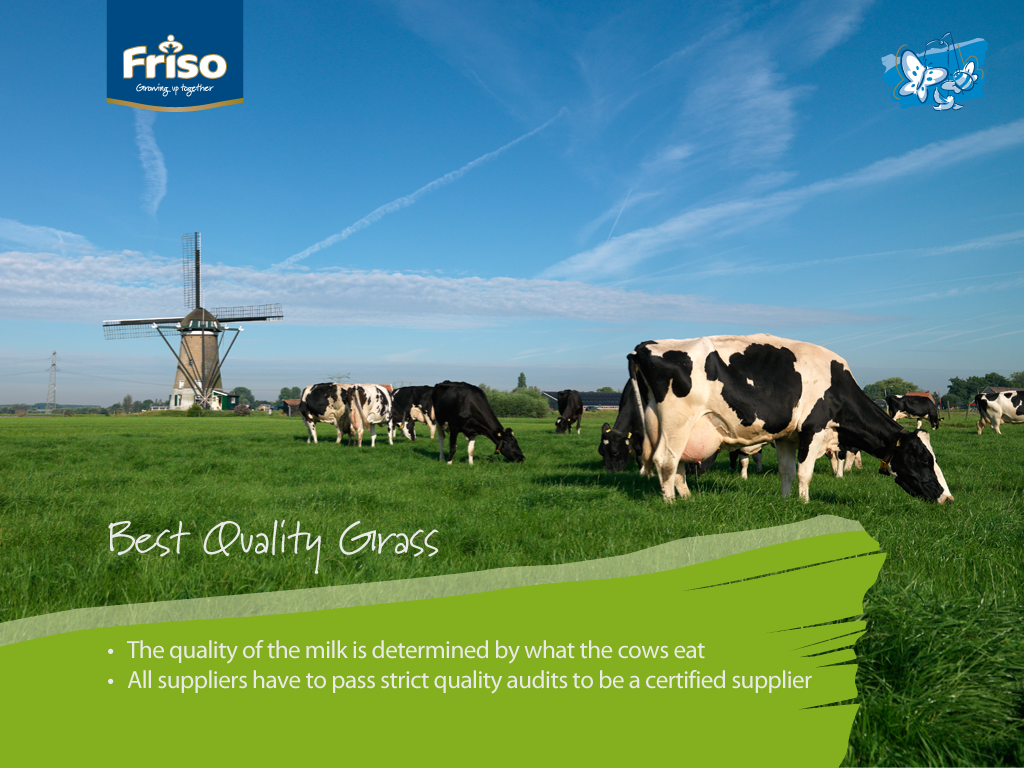 Friso
Growing up together
Best Quality Grass
• The quality of the milk is determined by what the cows eat
• All suppliers have to pass strict quality audits to be a certified supplier